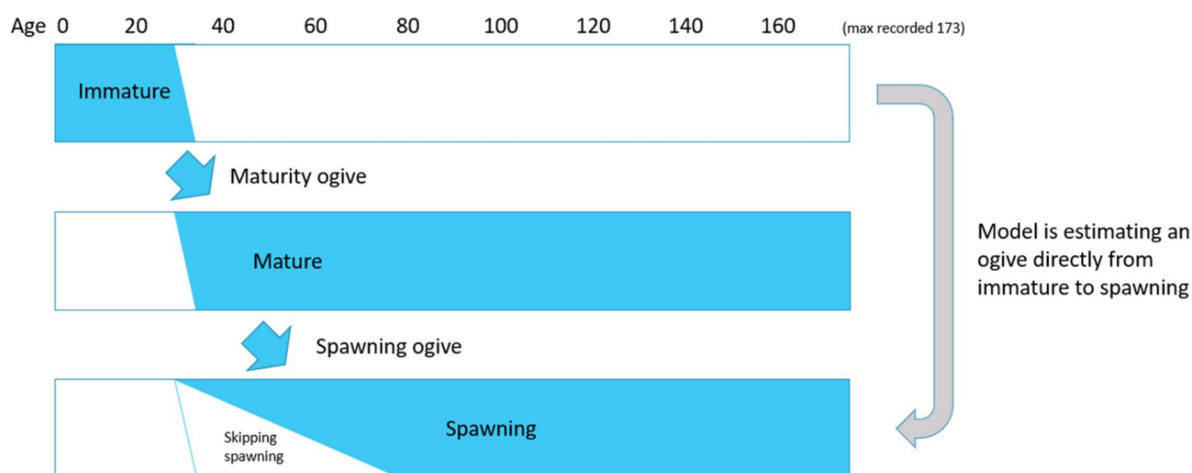 Age 0 20 40 60 80 100 120 140 160 (max recorded 173)
Immature
Maturity ogive
Mature
Model is estimating an
ogive directly from
immature to spawning
Spawning ogive
Skipping
spawning
Spawning